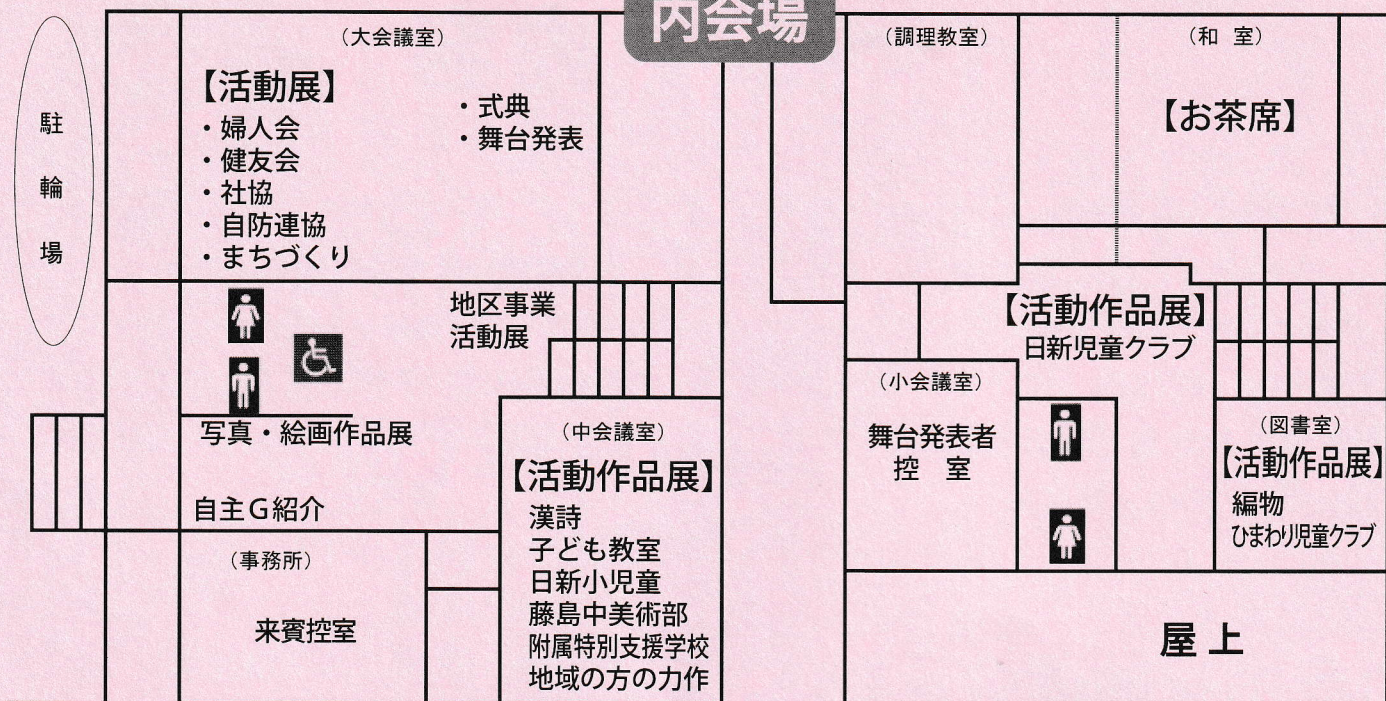 内会場
駐輪場
（大会議室）
【活動展】
・婦人会
・健友会
・社協
・自防連協
・まちづくり
・式典
・舞台発表
地区事業
活動展
写真・絵画作品展
自主Ｇ紹介
（事務所）
来賓控室
（中会議室）
【活動作品展】
漢詩
子ども教室
日新小児童
藤島中美術部
附属特別支援学校
地域の方の力作
（調理教室）
（和　室）
【お茶席】
【活動作品展】
日新児童クラブ
（小会議室）
舞台発表者
控　室
（図書室）
【活動作品展】
編物
ひまわり児童クラブ
屋上